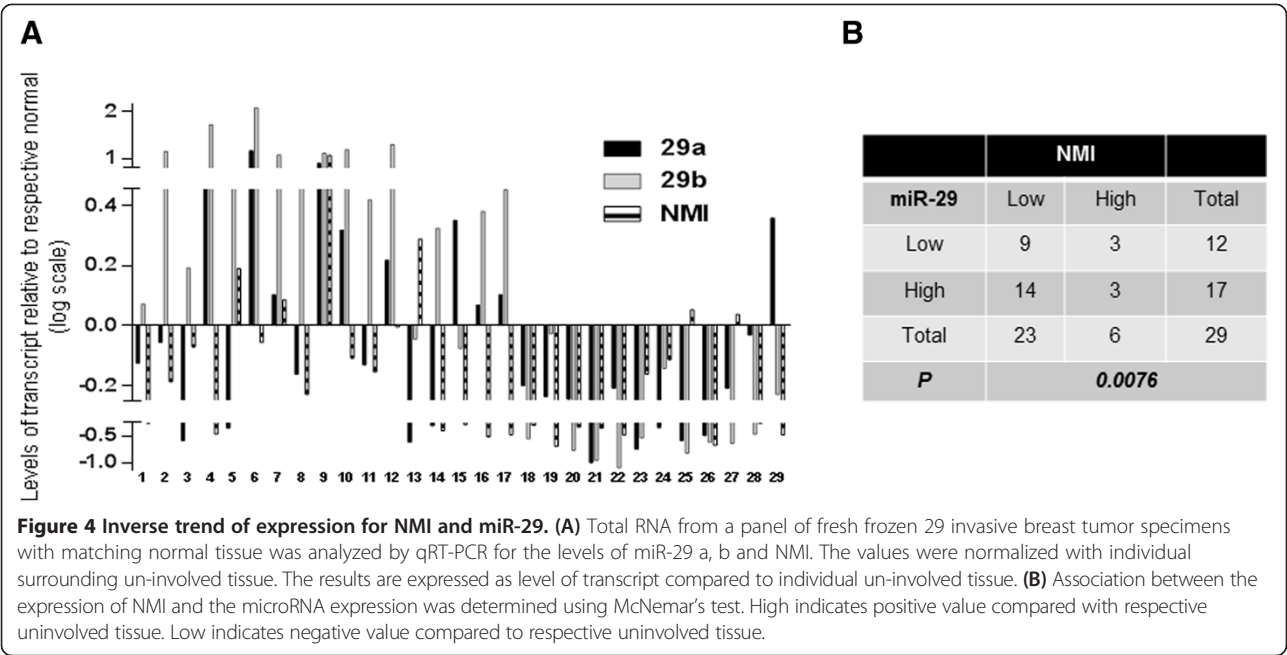 A
B
Levels of transcript relative to respective normal
(log scale)
2
1
0.4
0.2
0.0
-0.2
-0.5
-1.0
29a
29b
NMI
1 2 3 4 5 6 7 8 9 10 11 12 13 14 15 16 17 18 19 20 21 22 23 24 25 26 27 28 29
NMI
miR-29 Low High Total
Low 9 3 12
High 14 3 17
Total 23 6 29
P 0.0076
Figure 4 Inverse trend of expression for NMI and miR-29. (A) Total RNA from a panel of fresh frozen 29 invasive breast tumor specimens
with matching normal tissue was analyzed by qRT-PCR for the levels of miR-29 a, b and NMI. The values were normalized with individual
surrounding un-involved tissue. The results are expressed as level of transcript compared to individual un-involved tissue. (B) Association between the
expression of NMI and the microRNA expression was determined using McNemar's test. High indicates positive value compared with respective
uninvolved tissue. Low indicates negative value compared to respective uninvolved tissue.